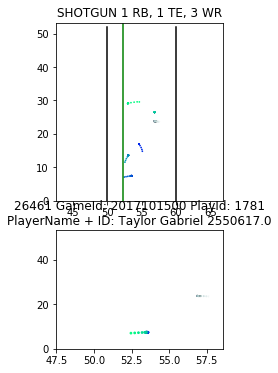 SHOTGUN 1 RB, 1 TE, 3 WR
50
40
30
20
10
0
45 50 55 60 65
26461 GameId: 2017101500 PlayId: 1781
PlayerName + ID: Taylor Gabriel 2550617.0
40
20
0
47.5 50.0 52.5 55.0 57.5